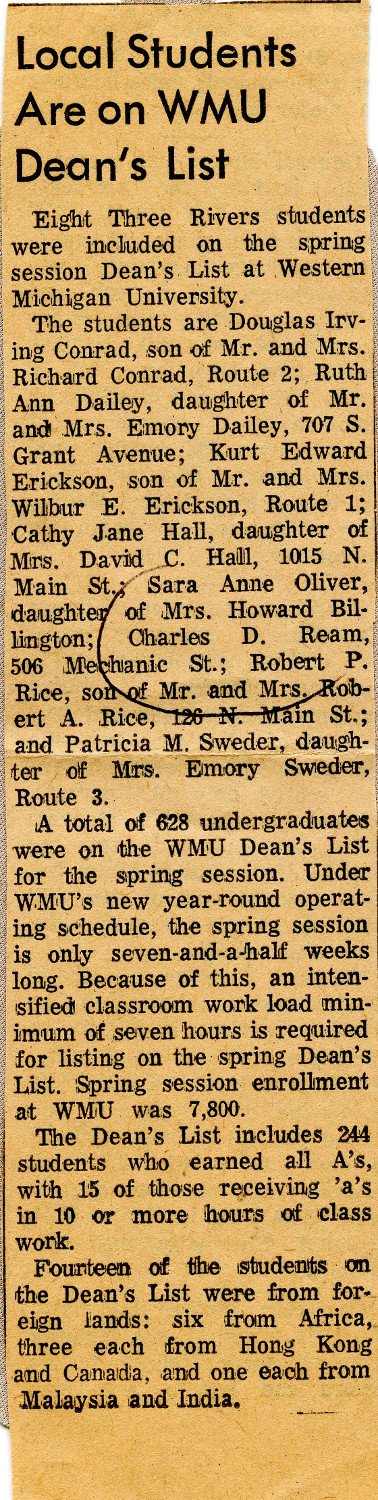 Local Students
Are on WMU
Dean's List
Eight Three Rivers students
were included on the spring
session Dean's List at Western
Michigan University.
The students are Douglas Irv-
ing Conrad, son of Mr. and Mrs.
Richard Conrad, Route 2; Ruth
Ann Dailey, daughter of Mr.
and Mrs. Emory Dailey, 707 S.
Grant Avenue; Kurt Edward
Erickson, son of Mr. and Mrs.
Wilbur E. Erickson, Route 1;
Cathy Jane Hall, daughter of
Mrs. David C. Hall, 1015 N.
Main St.; Sara Anne Oliver,
daughter of Mrs. Howard Bil-
lington; Charles D. Ream,
506 Mechanic St.; Robert P.
Rice, son of Mr. and Mrs. Rob-
ert A. Rice, 126 N. Main St.;
and Patricia M. Sweder, daugh-
ter of Mrs. Emory Sweder,
Route 3.
A total of 628 undergraduates
were on the WMU Dean's List
for the spring session. Under
WMU's new year-round operat-
ing schedule, the spring session
is only seven-and-a-half weeks
long. Because of this, an inten-
sified classroom work load min-
imum of seven hours is required
for listing on the spring Dean's
List. Spring session enrollment
at WMU was 7,800.
The Dean's List includes 244
students who earned all A's,
with 15 of those receiving 'a's
in 10 or more hours of class
work.
Fourteen of the students on
the Dean's List were from for-
eign lands: six from Africa,
three each from Hong Kong
and Canada, and one each from
Malaysia and India.